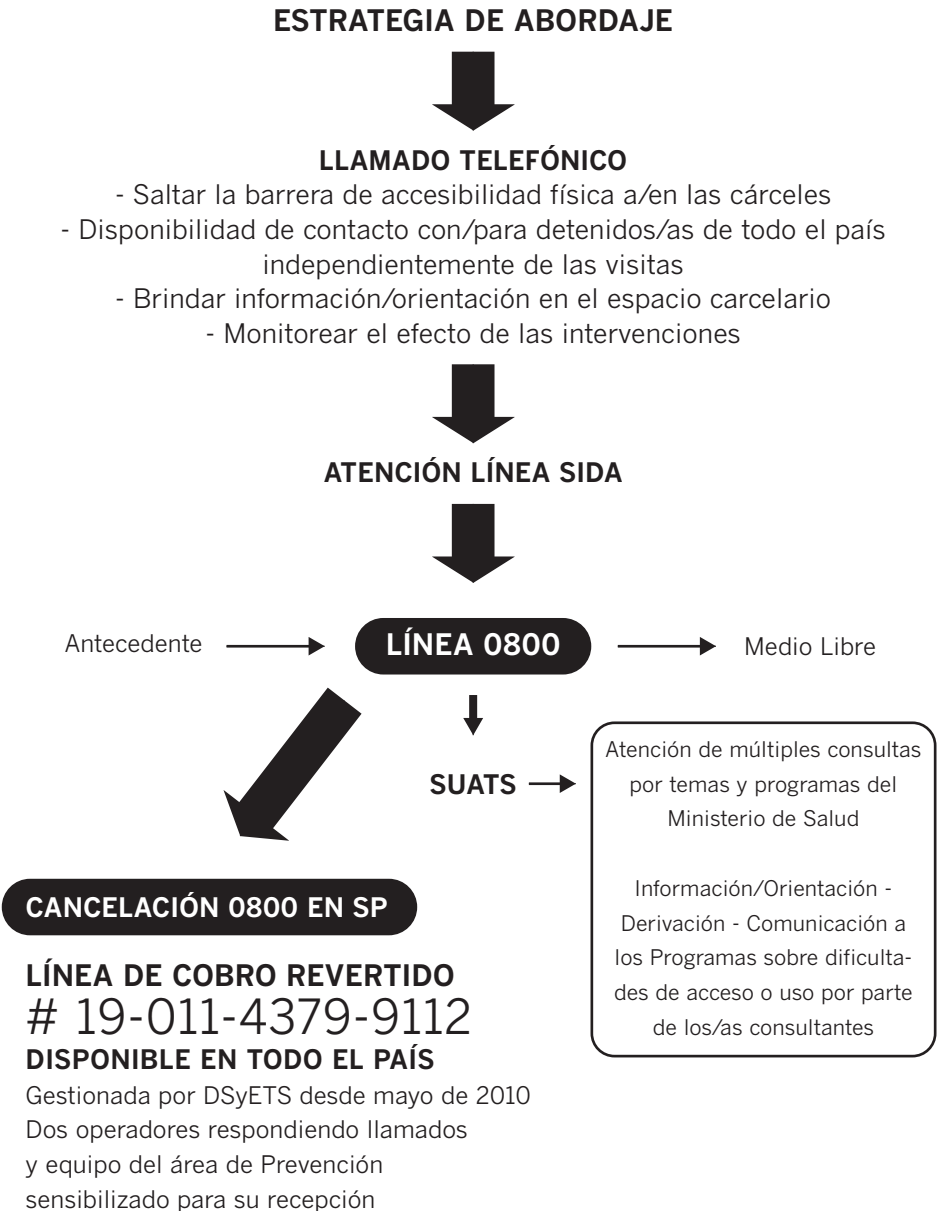 ESTRATEGIA DE ABORDAJE
LLAMADO TELEFÓNICO
- Saltar la barrera de accesibilidad física a/en las cárceles
- Disponibilidad de contacto con/para detenidos/as de todo el país
independientemente de las visitas
- Brindar información/orientación en el espacio carcelario
- Monitorear el efecto de las intervenciones
ATENCIÓN LÍNEA SIDA
Antecedente
LÍNEA 0800
Medio Libre
SUATS
Atención de múltiples consultas
por temas y programas del
Ministerio de Salud
Información/Orientación -
Derivación - Comunicación a
los Programas sobre dificulta-
des de acceso o uso por parte
de los/as consultantes
CANCELACIÓN 0800 EN SP
LÍNEA DE COBRO REVERTIDO
# 19-011-4379-9112
DISPONIBLE EN TODO EL PAÍS
Gestionada por DSyETS desde mayo de 2010
Dos operadores respondiendo llamados
y equipo del área de Prevención
sensibilizado para su recepción